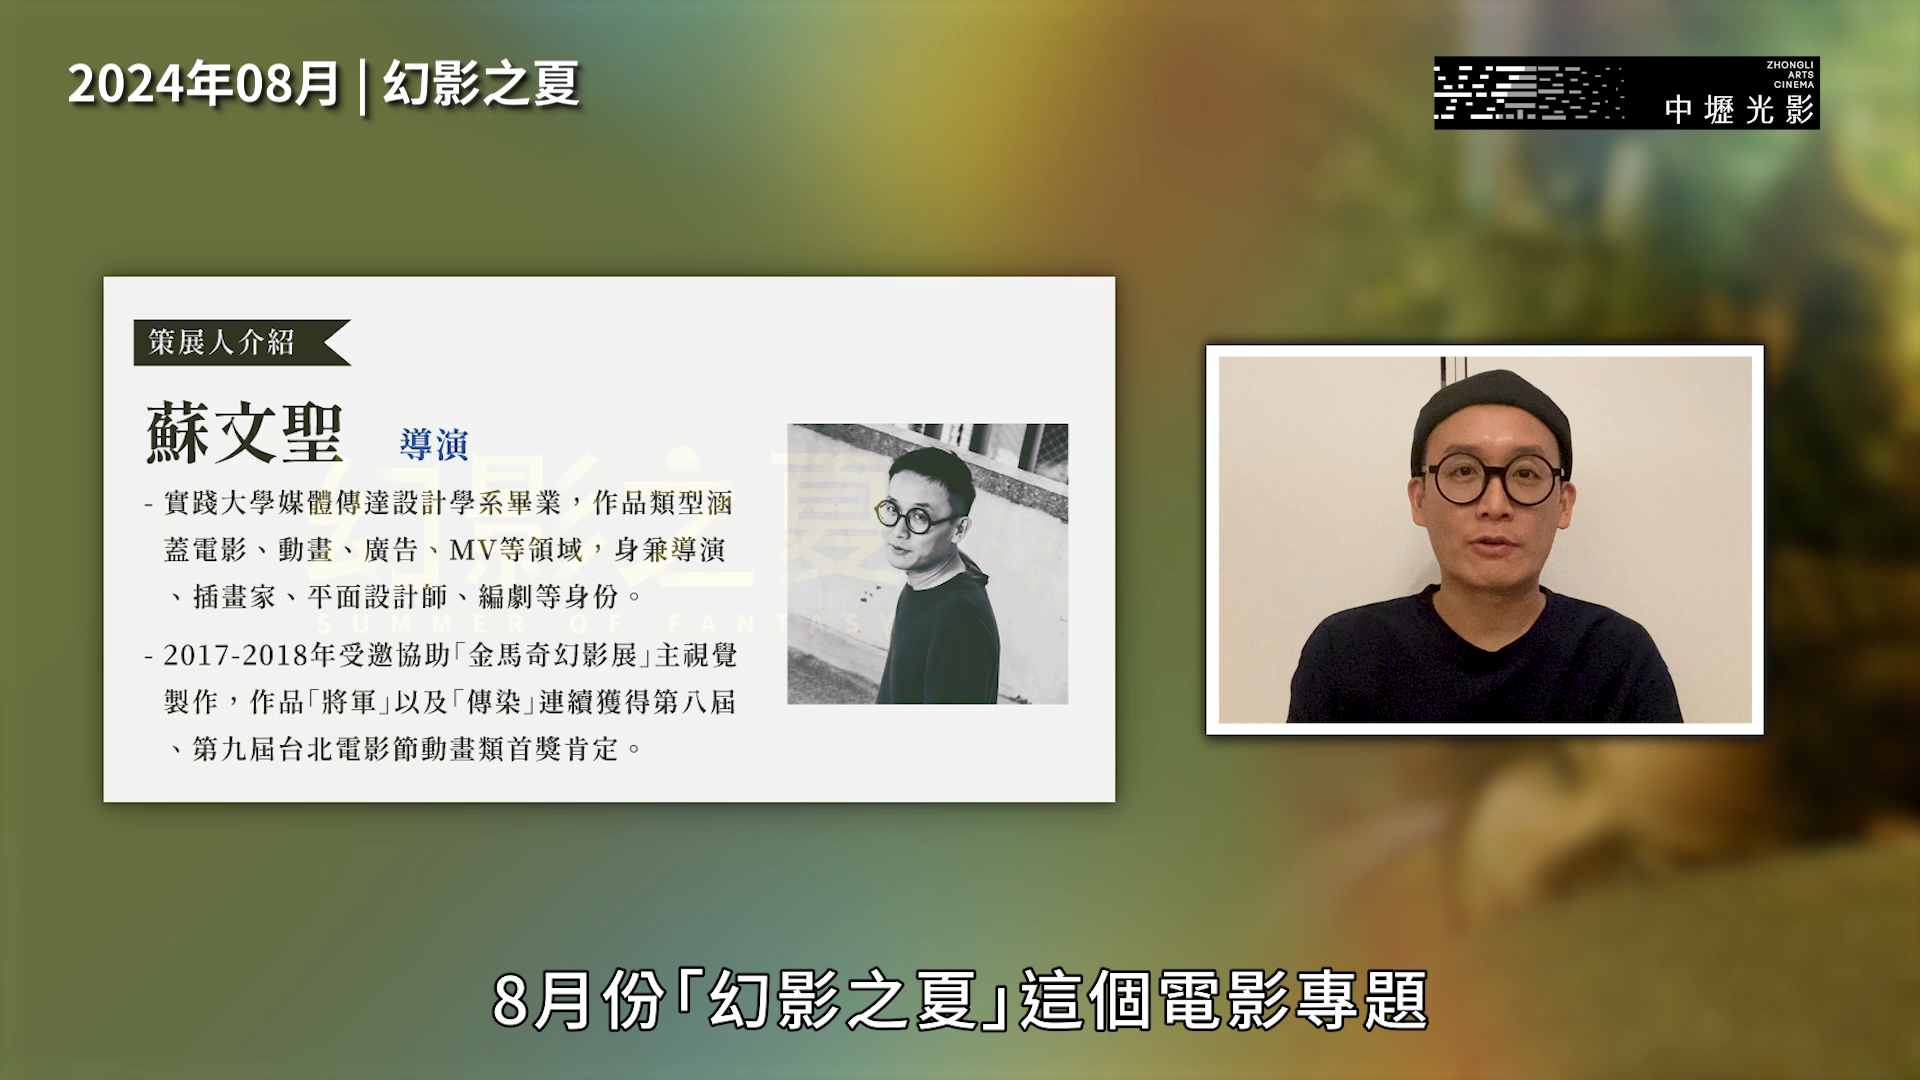 2024年08月 | 幻影之夏
ZHONGLI
ARTS
CINEMA
中壢光影
策展人介紹
蘇文聖 導演
- 實踐大學媒體傳達設計學系畢業，作品類型涵
蓋電影、動畫、廣告、MV等領域，身兼導演
、插畫家、平面設計師、編劇等身份。
- 2017-2018年受邀協助「金馬奇幻影展」主視覺
製作，作品「將軍」以及「傳染」連續獲得第八屆
、第九屆台北電影節動畫類首獎肯定。
幻影之夏
SUMMER OF FANTASY
8月份「幻影之夏」這個電影專題